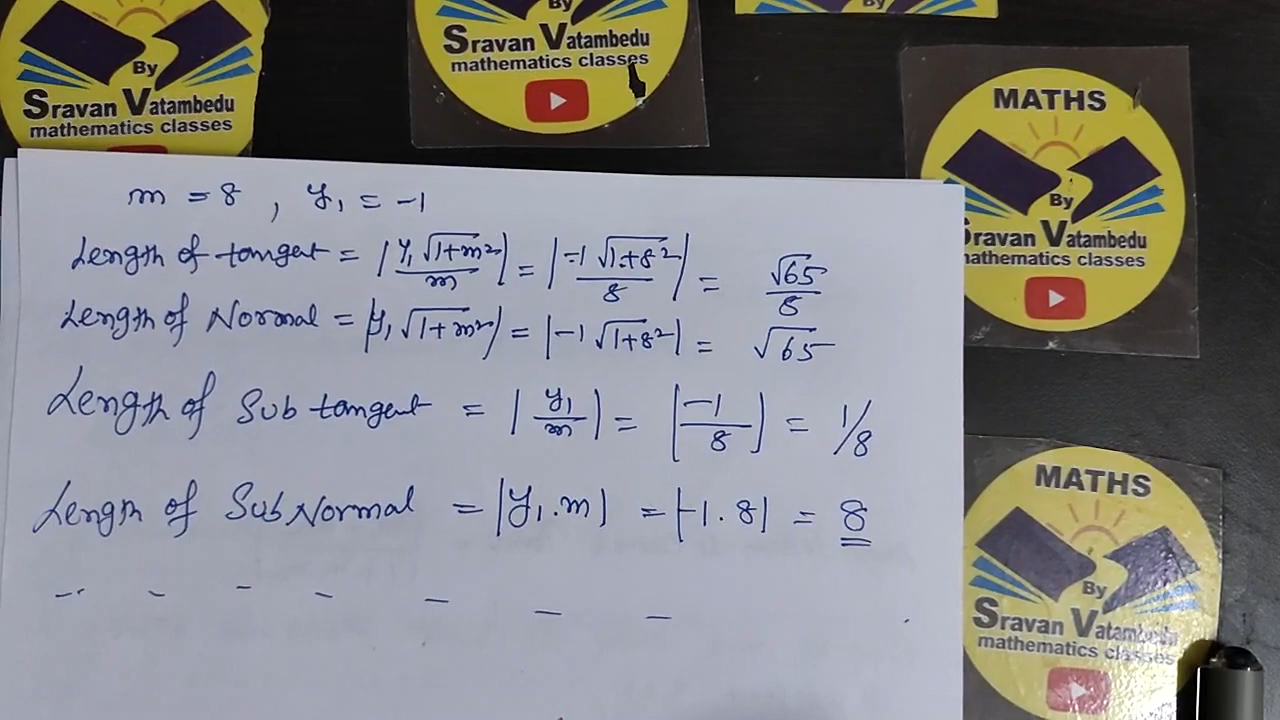 By
Sravan Vatambedu
mathematics classes
By
Sravan Vatambedu
mathematics classes
By
MATHS
By
Sravan Vatambedu
mathematics classes
m = 8 , y₁ = -1
Length of tangent = |y₁√(1+m²)/m| = |-1√(1+8²)/8| = √65/8
Length of Normal = |y₁√(1+m²)| = |-1√(1+8²)| = √65
Length of Sub tangent = |y₁/m| = |-1/8| = 1/8
Length of SubNormal = |y₁.m| = |-1.8| = 8
MATHS
By
Sravan Vatambedu
mathematics classes